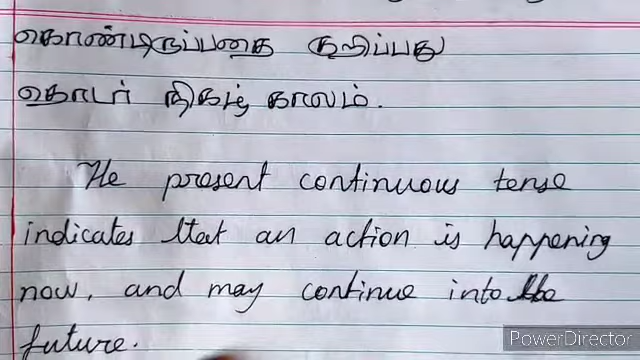 கொண்டிருப்பதை குறிப்பது
தொடர் நிகழ் காலம்.
The present continuous tense
indicates that an action is happening
now, and may continue into the
future.
PowerDirector